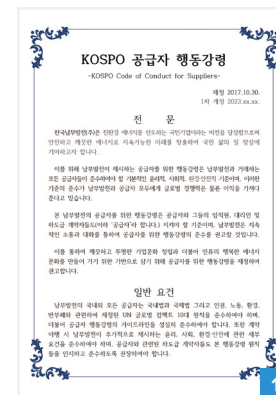 KOSPO 공급자 행동강령
-KOSPO Code of Conduct for Suppliers-
제정 2017.10.30.
1차 개정 2023.xx.xx.
전 문
한국남부발전(주)은 친환경 에너지를 선도하는 국민기업이라는 비전을 달성함으로써
안전하고 깨끗한 에너지로 지속가능한 미래를 창출하여 국민 삶의 질 향상에
기여하고자 합니다.
이를 위해 남부발전이 제시하는 공급자를 위한 행동강령은 남부발전과 거래하는
모든 공급자들이 준수하여야 할 기본적인 윤리적, 사회적, 환경·안전의 기준이며, 이러한
기준의 준수가 남부발전과 공급자 모두에게 글로벌 경쟁력은 물론 이익을 가져다
준다고 믿습니다.
본 남부발전의 공급자를 위한 행동강령은 공급자와 그들의 임직원, 대리인 및
하도급 계약자들(이하 '공급자'라 합니다.) 지켜야 할 기준이며, 남부발전은 지속
적인 소통과 대화를 통하여 공급자를 위한 행동강령의 준수를 권고할 것입니다.
이를 통하여 깨끗하고 투명한 기업문화 정립과 더불어 인류의 행복한 에너지
문화를 만들어 가기 위한 기반으로 삼기 위해 공급자를 위한 행동강령을 제정하여
권고합니다.
일반 요건
남부발전의 국내외 모든 공급자는 국내법과 국제법 그리고 인권, 노동, 환경,
반부패와 관련하여 제정된 UN 글로벌 컴팩트 10대 원칙을 준수하여야 하며,
더불어 공급자 행동강령의 가이드라인을 성실히 준수하여야 합니다. 또한 계약
이행 시 남부발전이 추가적으로 제시하는 윤리, 사회, 환경·안전에 관한 세부
요건을 준수하여야 하며, 공급자와 관련된 하도급 계약자들도 본 행동강령 원칙
들을 인지하고 준수하도록 권장하여야 합니다.